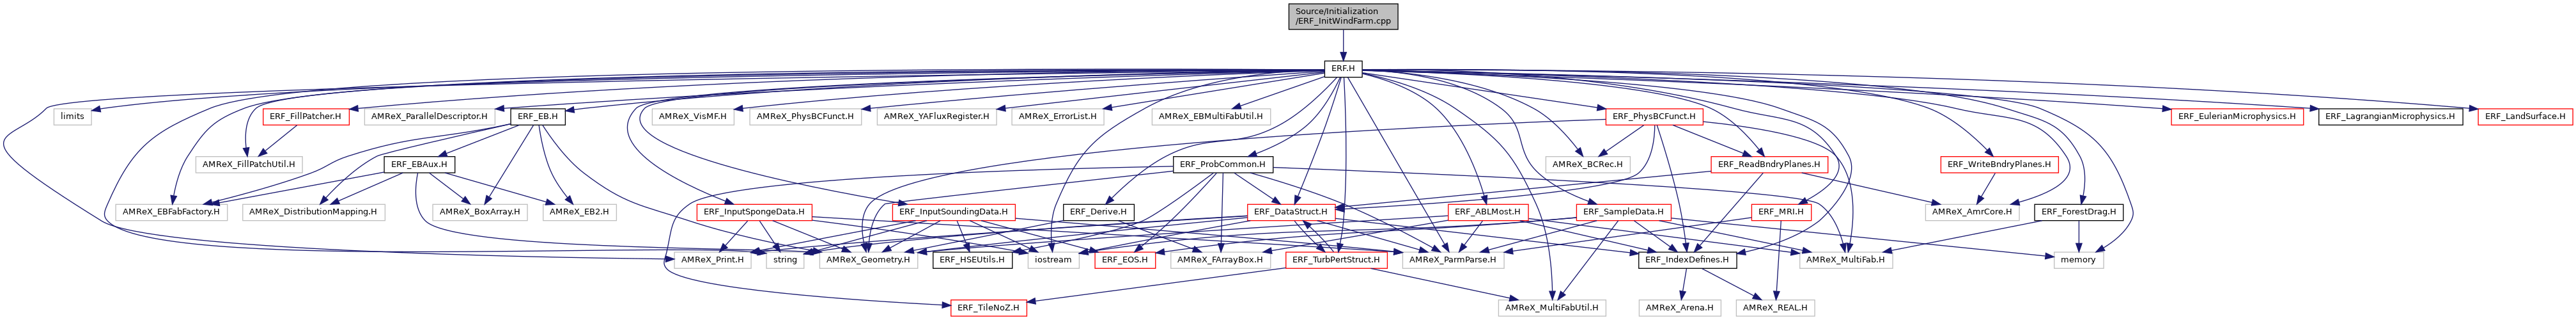 Source/Initialization
/ERF_InitWindFarm.cpp
ERF.H
limits
ERF_FillPatcher.H
AMReX_ParallelDescriptor.H
ERF_EB.H
AMReX_VisMF.H
AMReX_PhysBCFunct.H
AMReX_YAFluxRegister.H
AMReX_ErrorList.H
AMReX_EBMultiFabUtil.H
ERF_PhysBCFunct.H
ERF_EulerianMicrophysics.H
ERF_LagrangianMicrophysics.H
ERF_LandSurface.H
AMReX_FillPatchUtil.H
ERF_EBAux.H
ERF_ProbCommon.H
AMReX_BCRec.H
ERF_ReadBndryPlanes.H
ERF_WriteBndryPlanes.H
AMReX_EBFabFactory.H
AMReX_DistributionMapping.H
AMReX_BoxArray.H
AMReX_EB2.H
ERF_InputSpongeData.H
ERF_InputSoundingData.H
ERF_Derive.H
ERF_DataStruct.H
ERF_ABLMost.H
ERF_SampleData.H
ERF_MRI.H
AMReX_AmrCore.H
ERF_ForestDrag.H
AMReX_Print.H
string
AMReX_Geometry.H
ERF_HSEUtils.H
iostream
ERF_EOS.H
AMReX_FArrayBox.H
ERF_TurbPertStruct.H
AMReX_ParmParse.H
ERF_IndexDefines.H
AMReX_MultiFab.H
memory
ERF_TileNoZ.H
AMReX_MultiFabUtil.H
AMReX_Arena.H
AMReX_REAL.H